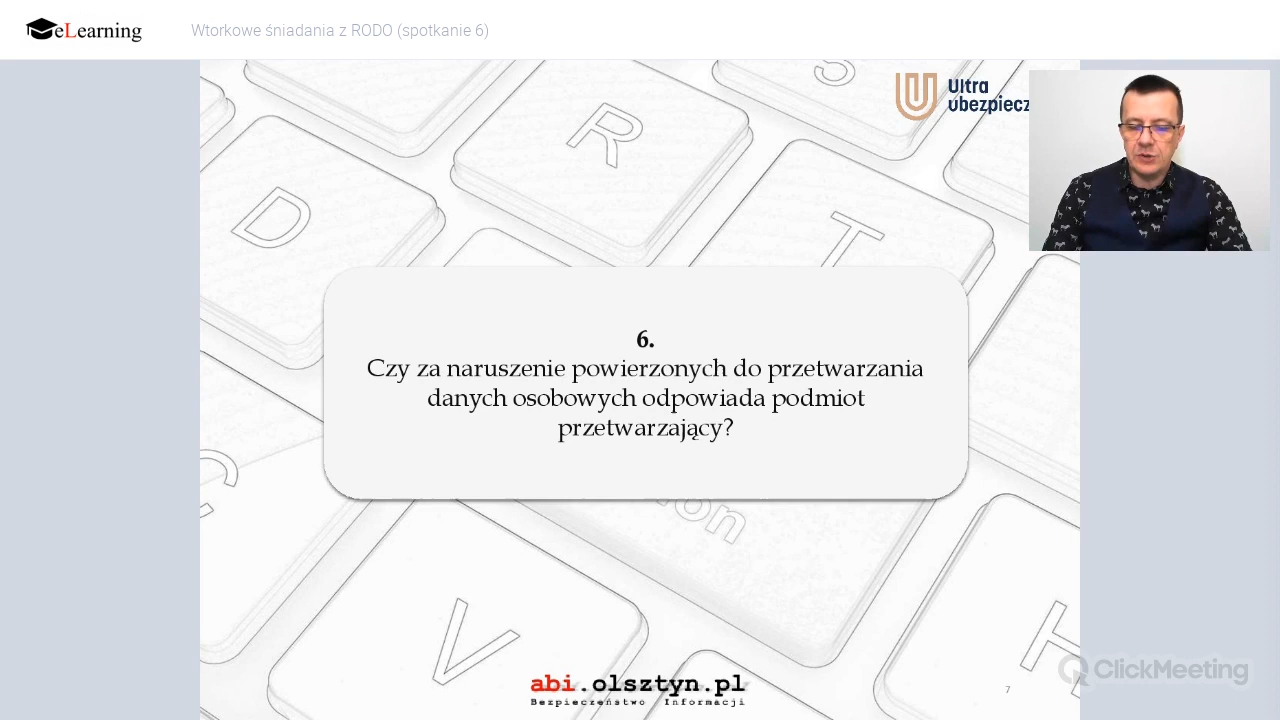 eLearning
Wtorkowe śniadania z RODO (spotkanie 6)
S
Ultra
ubezpiecz
R
D
T
6.
Czy za naruszenie powierzonych do przetwarzania
danych osobowych odpowiada podmiot
przetwarzający?
V
H
abi.olsztyn.pl
Bezpieczeństwo Informacji
7
ClickMeeting